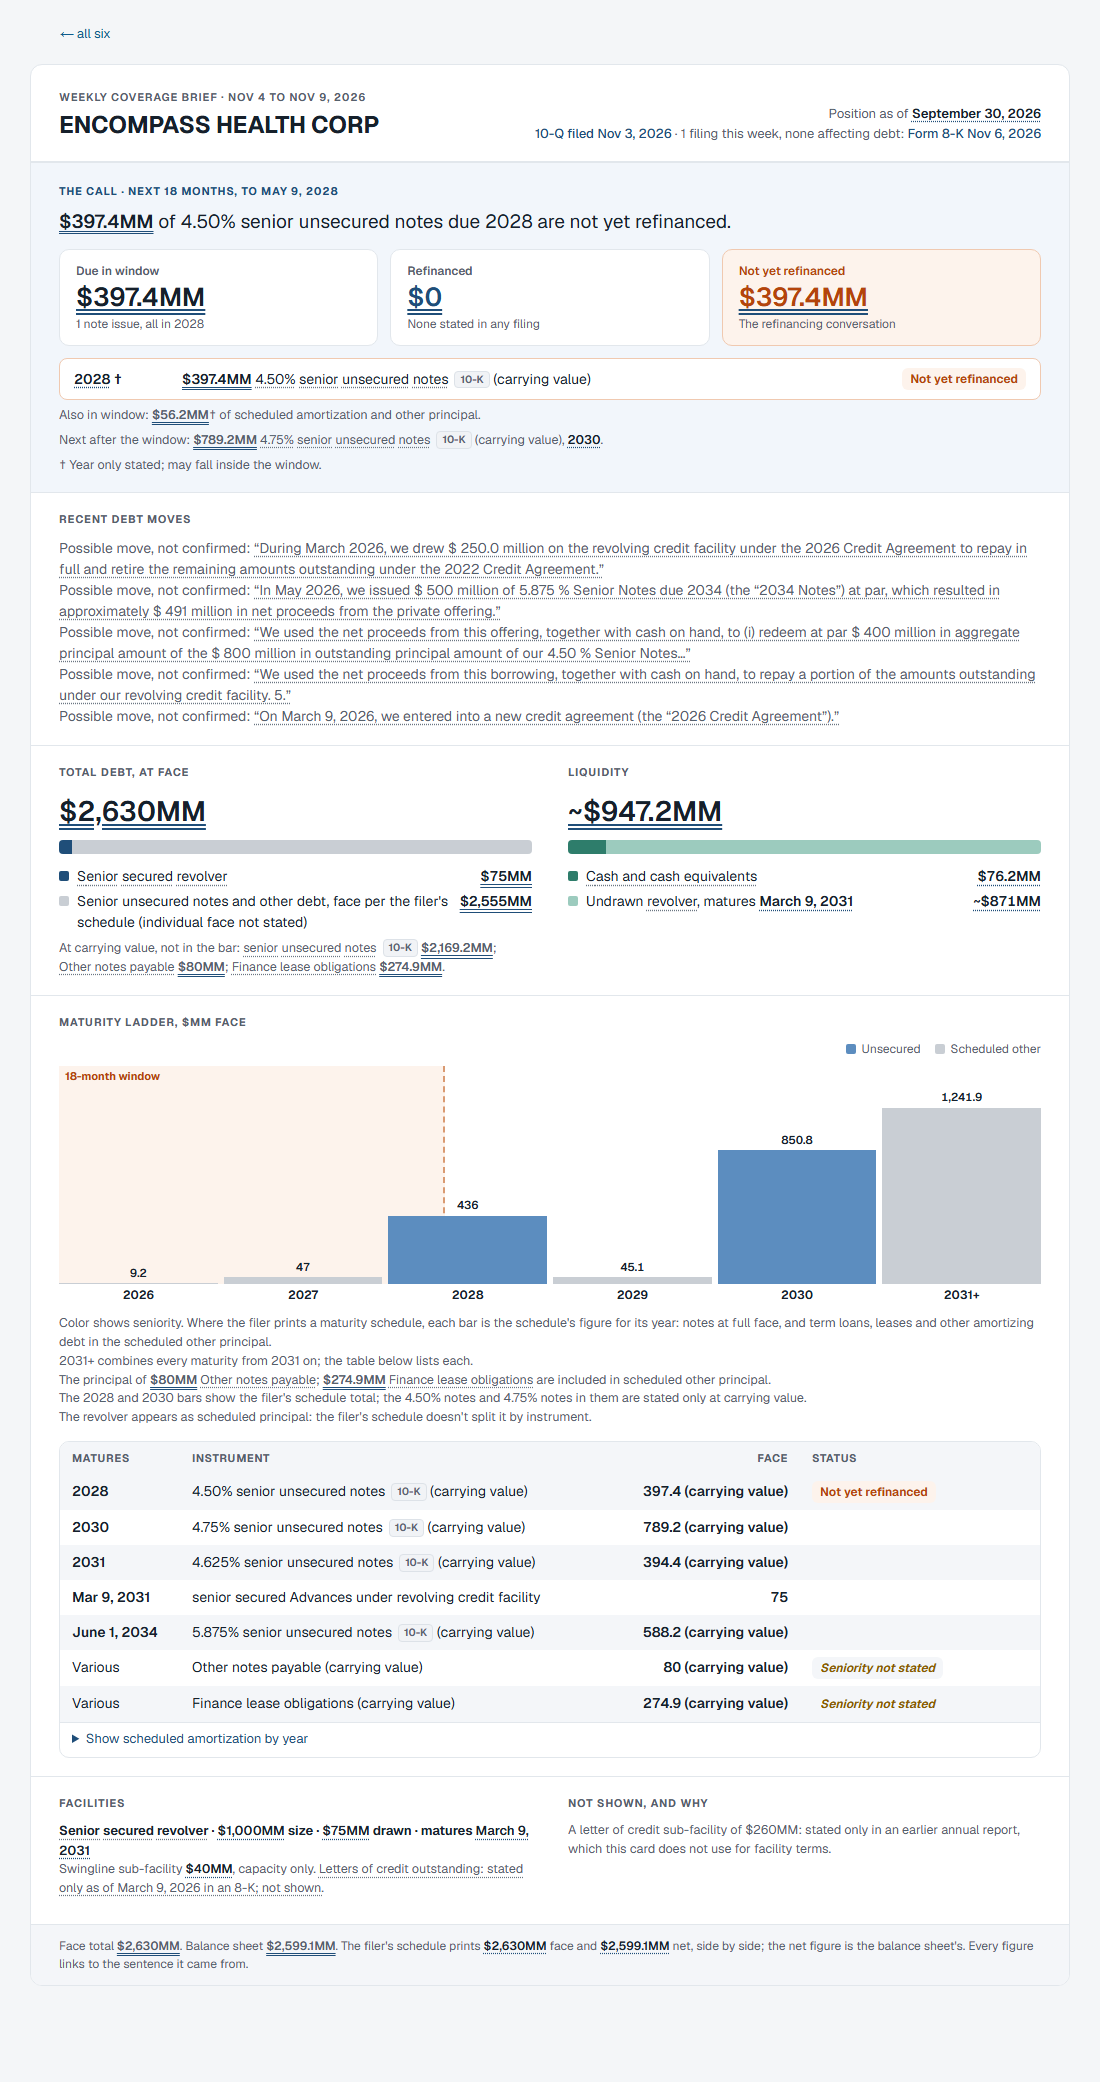 ← all six
WEEKLY COVERAGE BRIEF · NOV 4 TO NOV 9, 2026
ENCOMPASS HEALTH CORP
Position as of September 30, 2026
10-Q filed Nov 3, 2026 · 1 filing this week, none affecting debt: Form 8-K Nov 6, 2026
THE CALL · NEXT 18 MONTHS, TO MAY 9, 2028
$397.4MM of 4.50% senior unsecured notes due 2028 are not yet refinanced.
Due in window
$397.4MM
1 note issue, all in 2028
Refinanced
$0
None stated in any filing
Not yet refinanced
$397.4MM
The refinancing conversation
2028 † $397.4MM 4.50% senior unsecured notes 10-K (carrying value) Not yet refinanced
Also in window: $56.2MM† of scheduled amortization and other principal.
Next after the window: $789.2MM 4.75% senior unsecured notes 10-K (carrying value), 2030.
† Year only stated; may fall inside the window.
RECENT DEBT MOVES
Possible move, not confirmed: “During March 2026, we drew $ 250.0 million on the revolving credit facility under the 2026 Credit Agreement to repay in
full and retire the remaining amounts outstanding under the 2022 Credit Agreement.”
Possible move, not confirmed: “In May 2026, we issued $ 500 million of 5.875 % Senior Notes due 2034 (the “2034 Notes”) at par, which resulted in
approximately $ 491 million in net proceeds from the private offering.”
Possible move, not confirmed: “We used the net proceeds from this offering, together with cash on hand, to (i) redeem at par $ 400 million in aggregate
principal amount of the $ 800 million in outstanding principal amount of our 4.50 % Senior Notes…”
Possible move, not confirmed: “We used the net proceeds from this borrowing, together with cash on hand, to repay a portion of the amounts outstanding
under our revolving credit facility. 5.”
Possible move, not confirmed: “On March 9, 2026, we entered into a new credit agreement (the “2026 Credit Agreement”).”
TOTAL DEBT, AT FACE
$2,630MM
Senior secured revolver $75MM
Senior unsecured notes and other debt, face per the filer's $2,555MM
schedule (individual face not stated)
At carrying value, not in the bar: senior unsecured notes 10-K $2,169.2MM;
Other notes payable $80MM; Finance lease obligations $274.9MM.
LIQUIDITY
~$947.2MM
Cash and cash equivalents $76.2MM
Undrawn revolver, matures March 9, 2031 ~$871MM
MATURITY LADDER, $MM FACE
Unsecured Scheduled other
18-month window
9.2
47
436
45.1
850.8
1,241.9
2026 2027 2028 2029 2030 2031+
Color shows seniority. Where the filer prints a maturity schedule, each bar is the schedule's figure for its year: notes at full face, and term loans, leases and other amortizing
debt in the scheduled other principal.
2031+ combines every maturity from 2031 on; the table below lists each.
The principal of $80MM Other notes payable; $274.9MM Finance lease obligations are included in scheduled other principal.
The 2028 and 2030 bars show the filer's schedule total; the 4.50% notes and 4.75% notes in them are stated only at carrying value.
The revolver appears as scheduled principal: the filer's schedule doesn't split it by instrument.
MATURES INSTRUMENT FACE STATUS
2028 4.50% senior unsecured notes 10-K (carrying value) 397.4 (carrying value) Not yet refinanced
2030 4.75% senior unsecured notes 10-K (carrying value) 789.2 (carrying value)
2031 4.625% senior unsecured notes 10-K (carrying value) 394.4 (carrying value)
Mar 9, 2031 senior secured Advances under revolving credit facility 75
June 1, 2034 5.875% senior unsecured notes 10-K (carrying value) 588.2 (carrying value)
Various Other notes payable (carrying value) 80 (carrying value) Seniority not stated
Various Finance lease obligations (carrying value) 274.9 (carrying value) Seniority not stated
▶ Show scheduled amortization by year
FACILITIES
Senior secured revolver · $1,000MM size · $75MM drawn · matures March 9,
2031
Swingline sub-facility $40MM, capacity only. Letters of credit outstanding: stated
only as of March 9, 2026 in an 8-K; not shown.
NOT SHOWN, AND WHY
A letter of credit sub-facility of $260MM: stated only in an earlier annual report,
which this card does not use for facility terms.
Face total $2,630MM. Balance sheet $2,599.1MM. The filer's schedule prints $2,630MM face and $2,599.1MM net, side by side; the net figure is the balance sheet's. Every figure
links to the sentence it came from.